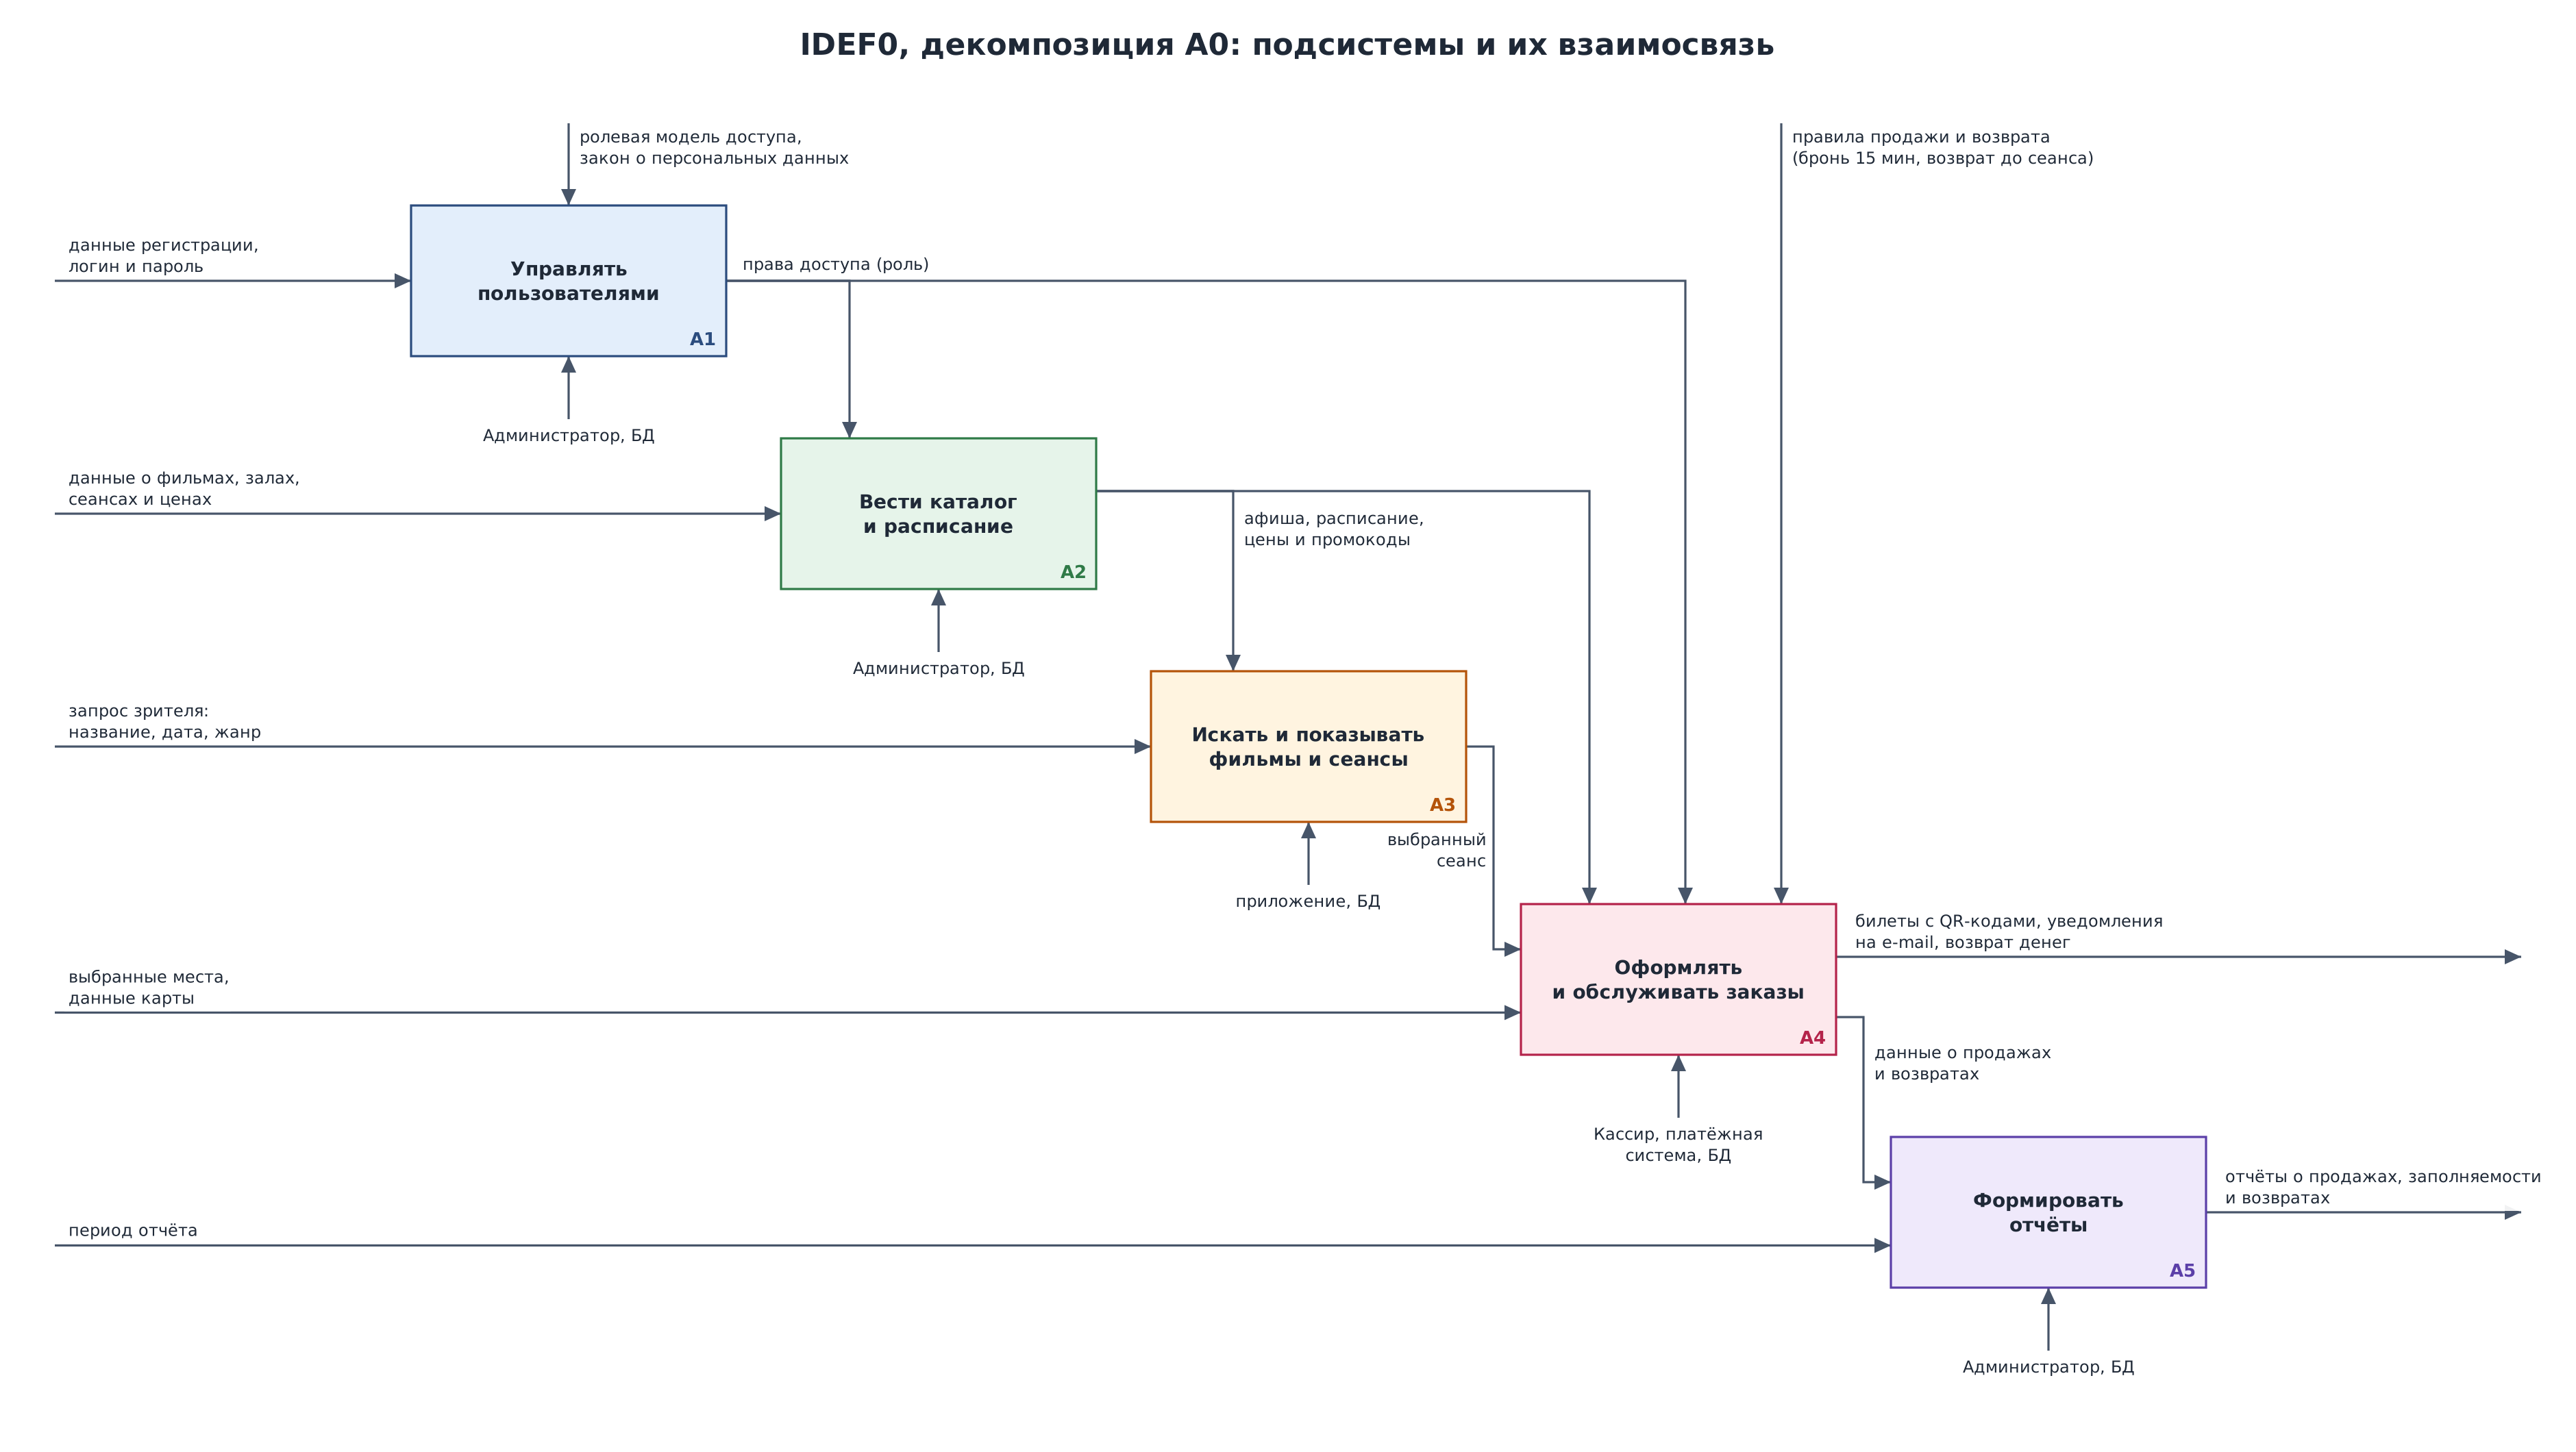 IDEF0, декомпозиция A0: подсистемы и их взаимосвязь
ролевая модель доступа,
закон о персональных данных
правила продажи и возврата
(бронь 15 мин, возврат до сеанса)
данные регистрации,
логин и пароль
Управлять
пользователями
A1
права доступа (роль)
Администратор, БД
данные о фильмах, залах,
сеансах и ценах
Вести каталог
и расписание
A2
афиша, расписание,
цены и промокоды
Администратор, БД
запрос зрителя:
название, дата, жанр
Искать и показывать
фильмы и сеансы
A3
выбранный
сеанс
приложение, БД
выбранные места,
данные карты
Оформлять
и обслуживать заказы
A4
билеты с QR-кодами, уведомления
на e-mail, возврат денег
данные о продажах
и возвратах
Кассир, платёжная
система, БД
период отчёта
Формировать
отчёты
A5
отчёты о продажах, заполняемости
и возвратах
Администратор, БД